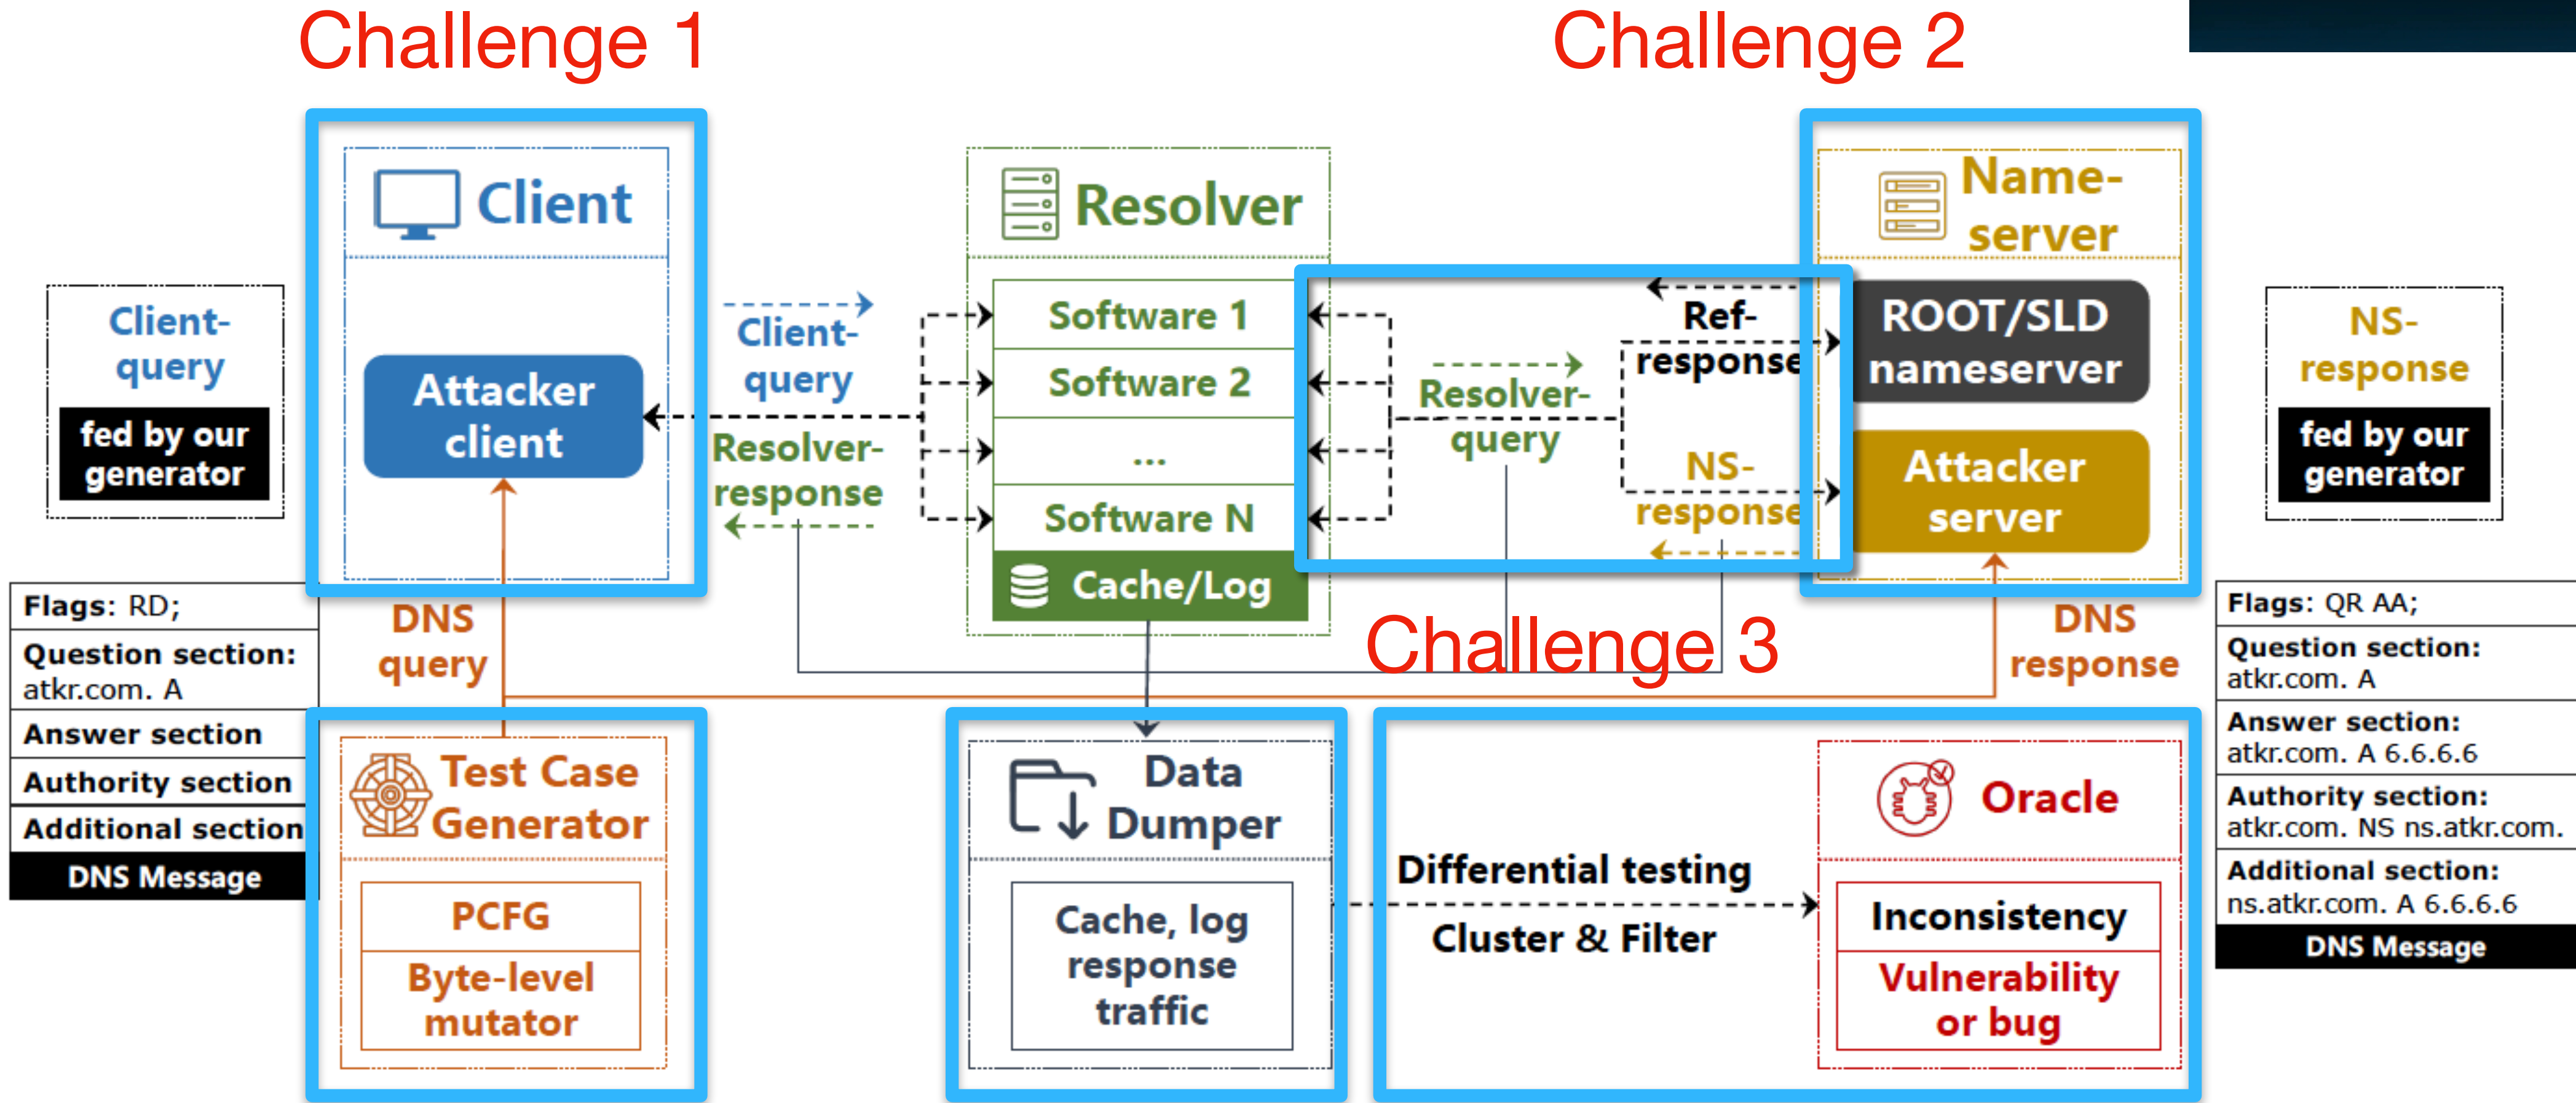 Challenge 1
Challenge 2
Client
Resolver
Name-
server
Client-
query
fed by our
generator
Attacker
client
Client-
query
Resolver-
response
Software 1
Software 2
...
Software N
Cache/Log
Resolver-
query
Ref-
response
NS-
response
ROOT/SLD
nameserver
Attacker
server
NS-
response
fed by our
generator
Flags: RD;
Question section:
atkr.com. A
Answer section
Authority section
Additional section
DNS Message
DNS
query
Challenge 3
DNS
response
Flags: QR AA;
Question section:
atkr.com. A
Answer section:
atkr.com. A 6.6.6.6
Authority section:
atkr.com. NS ns.atkr.com.
Additional section:
ns.atkr.com. A 6.6.6.6
DNS Message
Test Case
Generator
PCFG
Byte-level
mutator
Data
Dumper
Cache, log
response
traffic
Differential testing
Cluster & Filter
Oracle
Inconsistency
Vulnerability
or bug